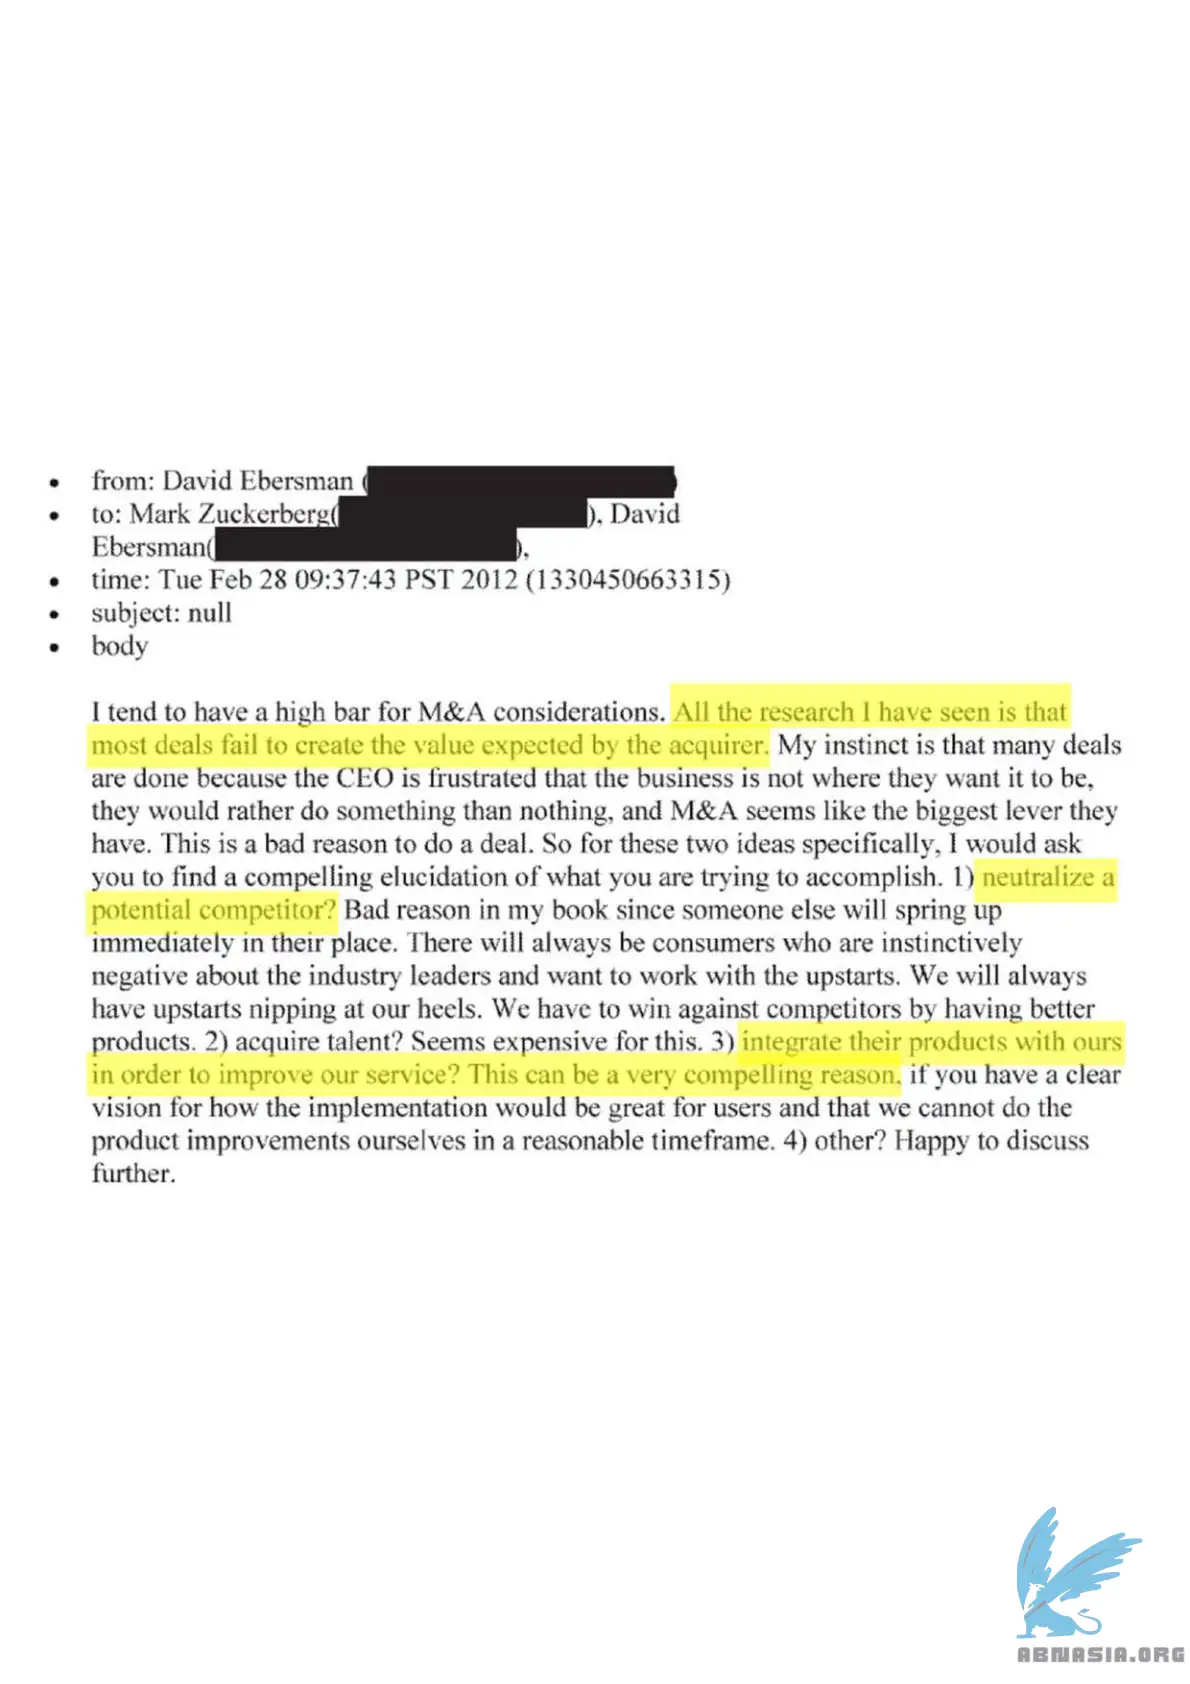 • from: David Ebersman (
• to: Mark Zuckerberg( ), David
Ebersman( ),
• time: Tue Feb 28 09:37:43 PST 2012 (1330450663315)
• subject: null
• body
I tend to have a high bar for M&A considerations. All the research I have seen is that
most deals fail to create the value expected by the acquirer. My instinct is that many deals
are done because the CEO is frustrated that the business is not where they want it to be,
they would rather do something than nothing, and M&A seems like the biggest lever they
have. This is a bad reason to do a deal. So for these two ideas specifically, I would ask
you to find a compelling elucidation of what you are trying to accomplish. 1) neutralize a
potential competitor? Bad reason in my book since someone else will spring up
immediately in their place. There will always be consumers who are instinctively
negative about the industry leaders and want to work with the upstarts. We will always
have upstarts nipping at our heels. We have to win against competitors by having better
products. 2) acquire talent? Seems expensive for this. 3) integrate their products with ours
in order to improve our service? This can be a very compelling reason, if you have a clear
vision for how the implementation would be great for users and that we cannot do the
product improvements ourselves in a reasonable timeframe. 4) other? Happy to discuss
further.
ABNASIA.ORG